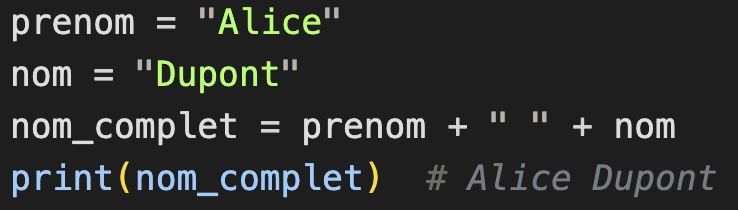 prenom = "Alice"
nom = "Dupont"
nom_complet = prenom + " " + nom
print(nom_complet)  # Alice Dupont